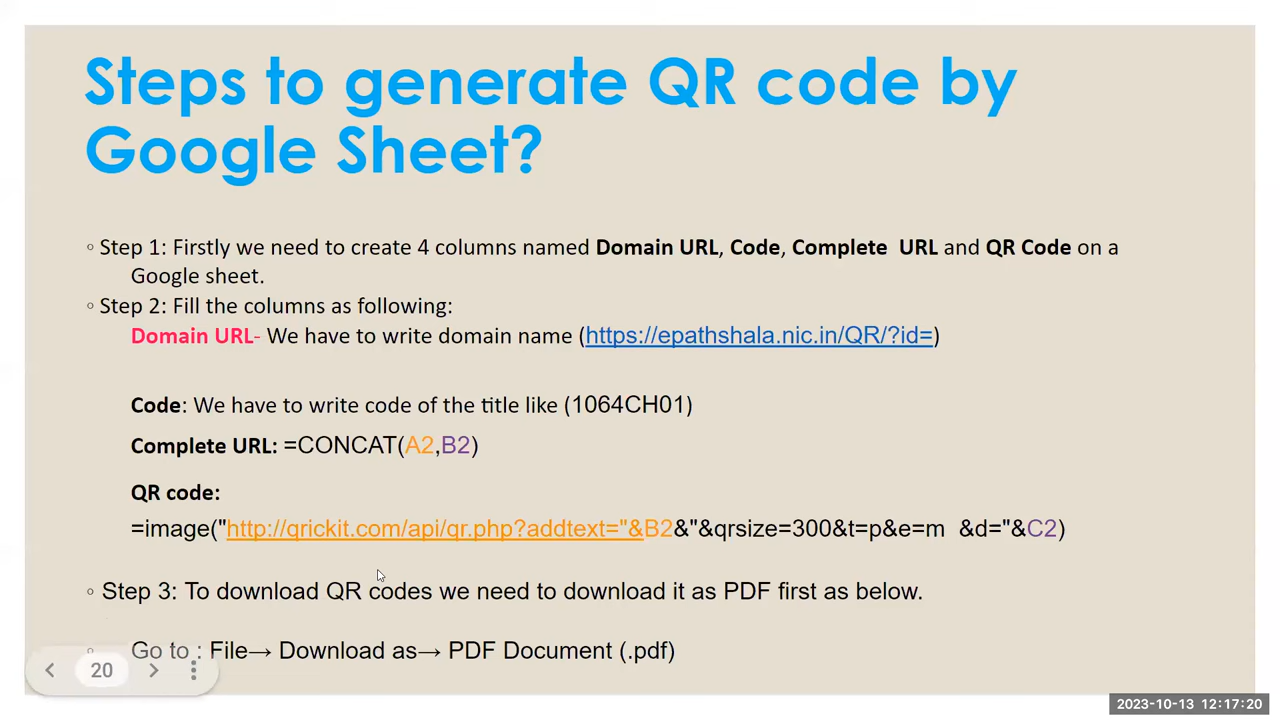 Steps to generate QR code by
Google Sheet?
◦ Step 1: Firstly we need to create 4 columns named Domain URL, Code, Complete  URL and QR Code on a
Google sheet.
◦ Step 2: Fill the columns as following:
Domain URL- We have to write domain name (https://epathshala.nic.in/QR/?id=)
Code: We have to write code of the title like (1064CH01)
Complete URL: =CONCAT(A2,B2)
QR code:
=image("http://qrickit.com/api/qr.php?addtext="&B2&"&qrsize=300&t=p&e=m  &d="&C2)
◦ Step 3: To download QR codes we need to download it as PDF first as below.
◦ Go to : File→ Download as→ PDF Document (.pdf)
20
2023-10-13 12:17:20